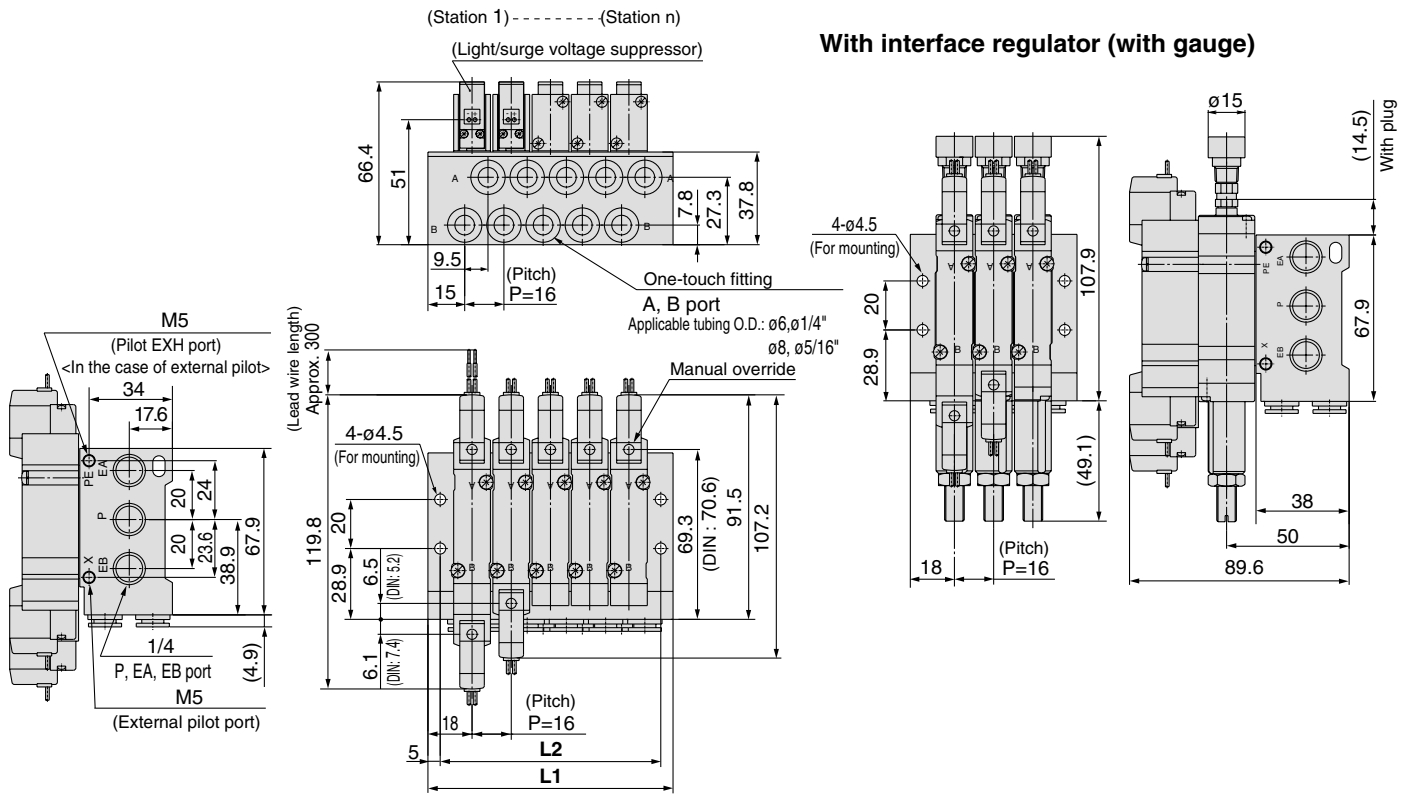 (Station 1) - - - - - - - - - (Station n)
(Light/surge voltage suppressor)
66.4
51
A
A
B
B
7.8
27.3
37.8
9.5
15
(Pitch)
P=16
One-touch fitting
A, B port
Applicable tubing O.D.: ø6,ø1/4"
ø8, ø5/16"
With interface regulator (with gauge)
M5
(Pilot EXH port)
<In the case of external pilot>
34
17.6
PE
EA
P
X
EB
20
20
24
23.6
38.9
67.9
(4.9)
1/4
P, EA, EB port
M5
(External pilot port)
(Lead wire length)
Approx. 300
Manual override
4-ø4.5
(For mounting)
119.8
20
28.9
6.5
(DIN: 5.2)
6.1
(DIN: 7.4)
A
A
A
A
A
B
B
B
B
B
69.3
(DIN : 70.6)
91.5
107.2
18
(Pitch)
P=16
5
L2
L1
4-ø4.5
(For mounting)
20
28.9
A
A
A
B
B
B
107.9
(49.1)
18
(Pitch)
P=16
ø15
(14.5)
With plug
PE
EA
P
X
EB
67.9
38
50
89.6